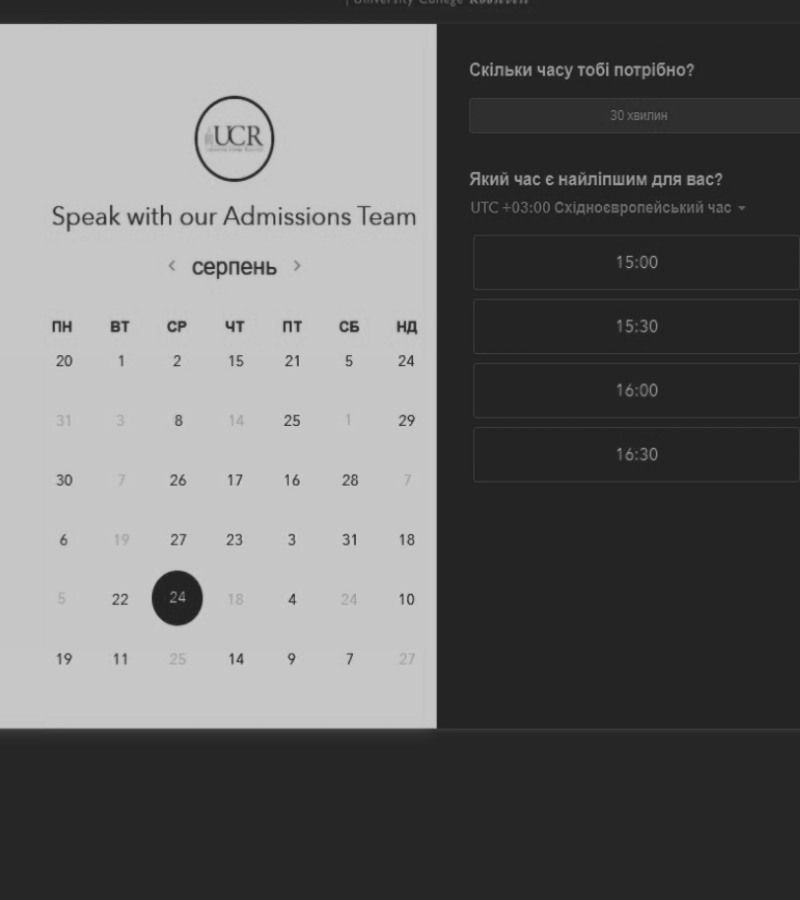 University College Roosevelt
UCR
Speak with our Admissions Team
‹ серпень ›
ПН ВТ СР ЧТ ПТ СБ НД
20 1 2 15 21 5 24
31 3 8 14 25 1 29
30 7 26 17 16 28 7
6 19 27 23 3 31 18
5 22 24 18 4 24 10
19 11 25 14 9 7 27
Скільки часу тобі потрібно?
30 хвилин
Який час є найліпшим для вас?
UTC +03:00 Східноєвропейський час
15:00
15:30
16:00
16:30